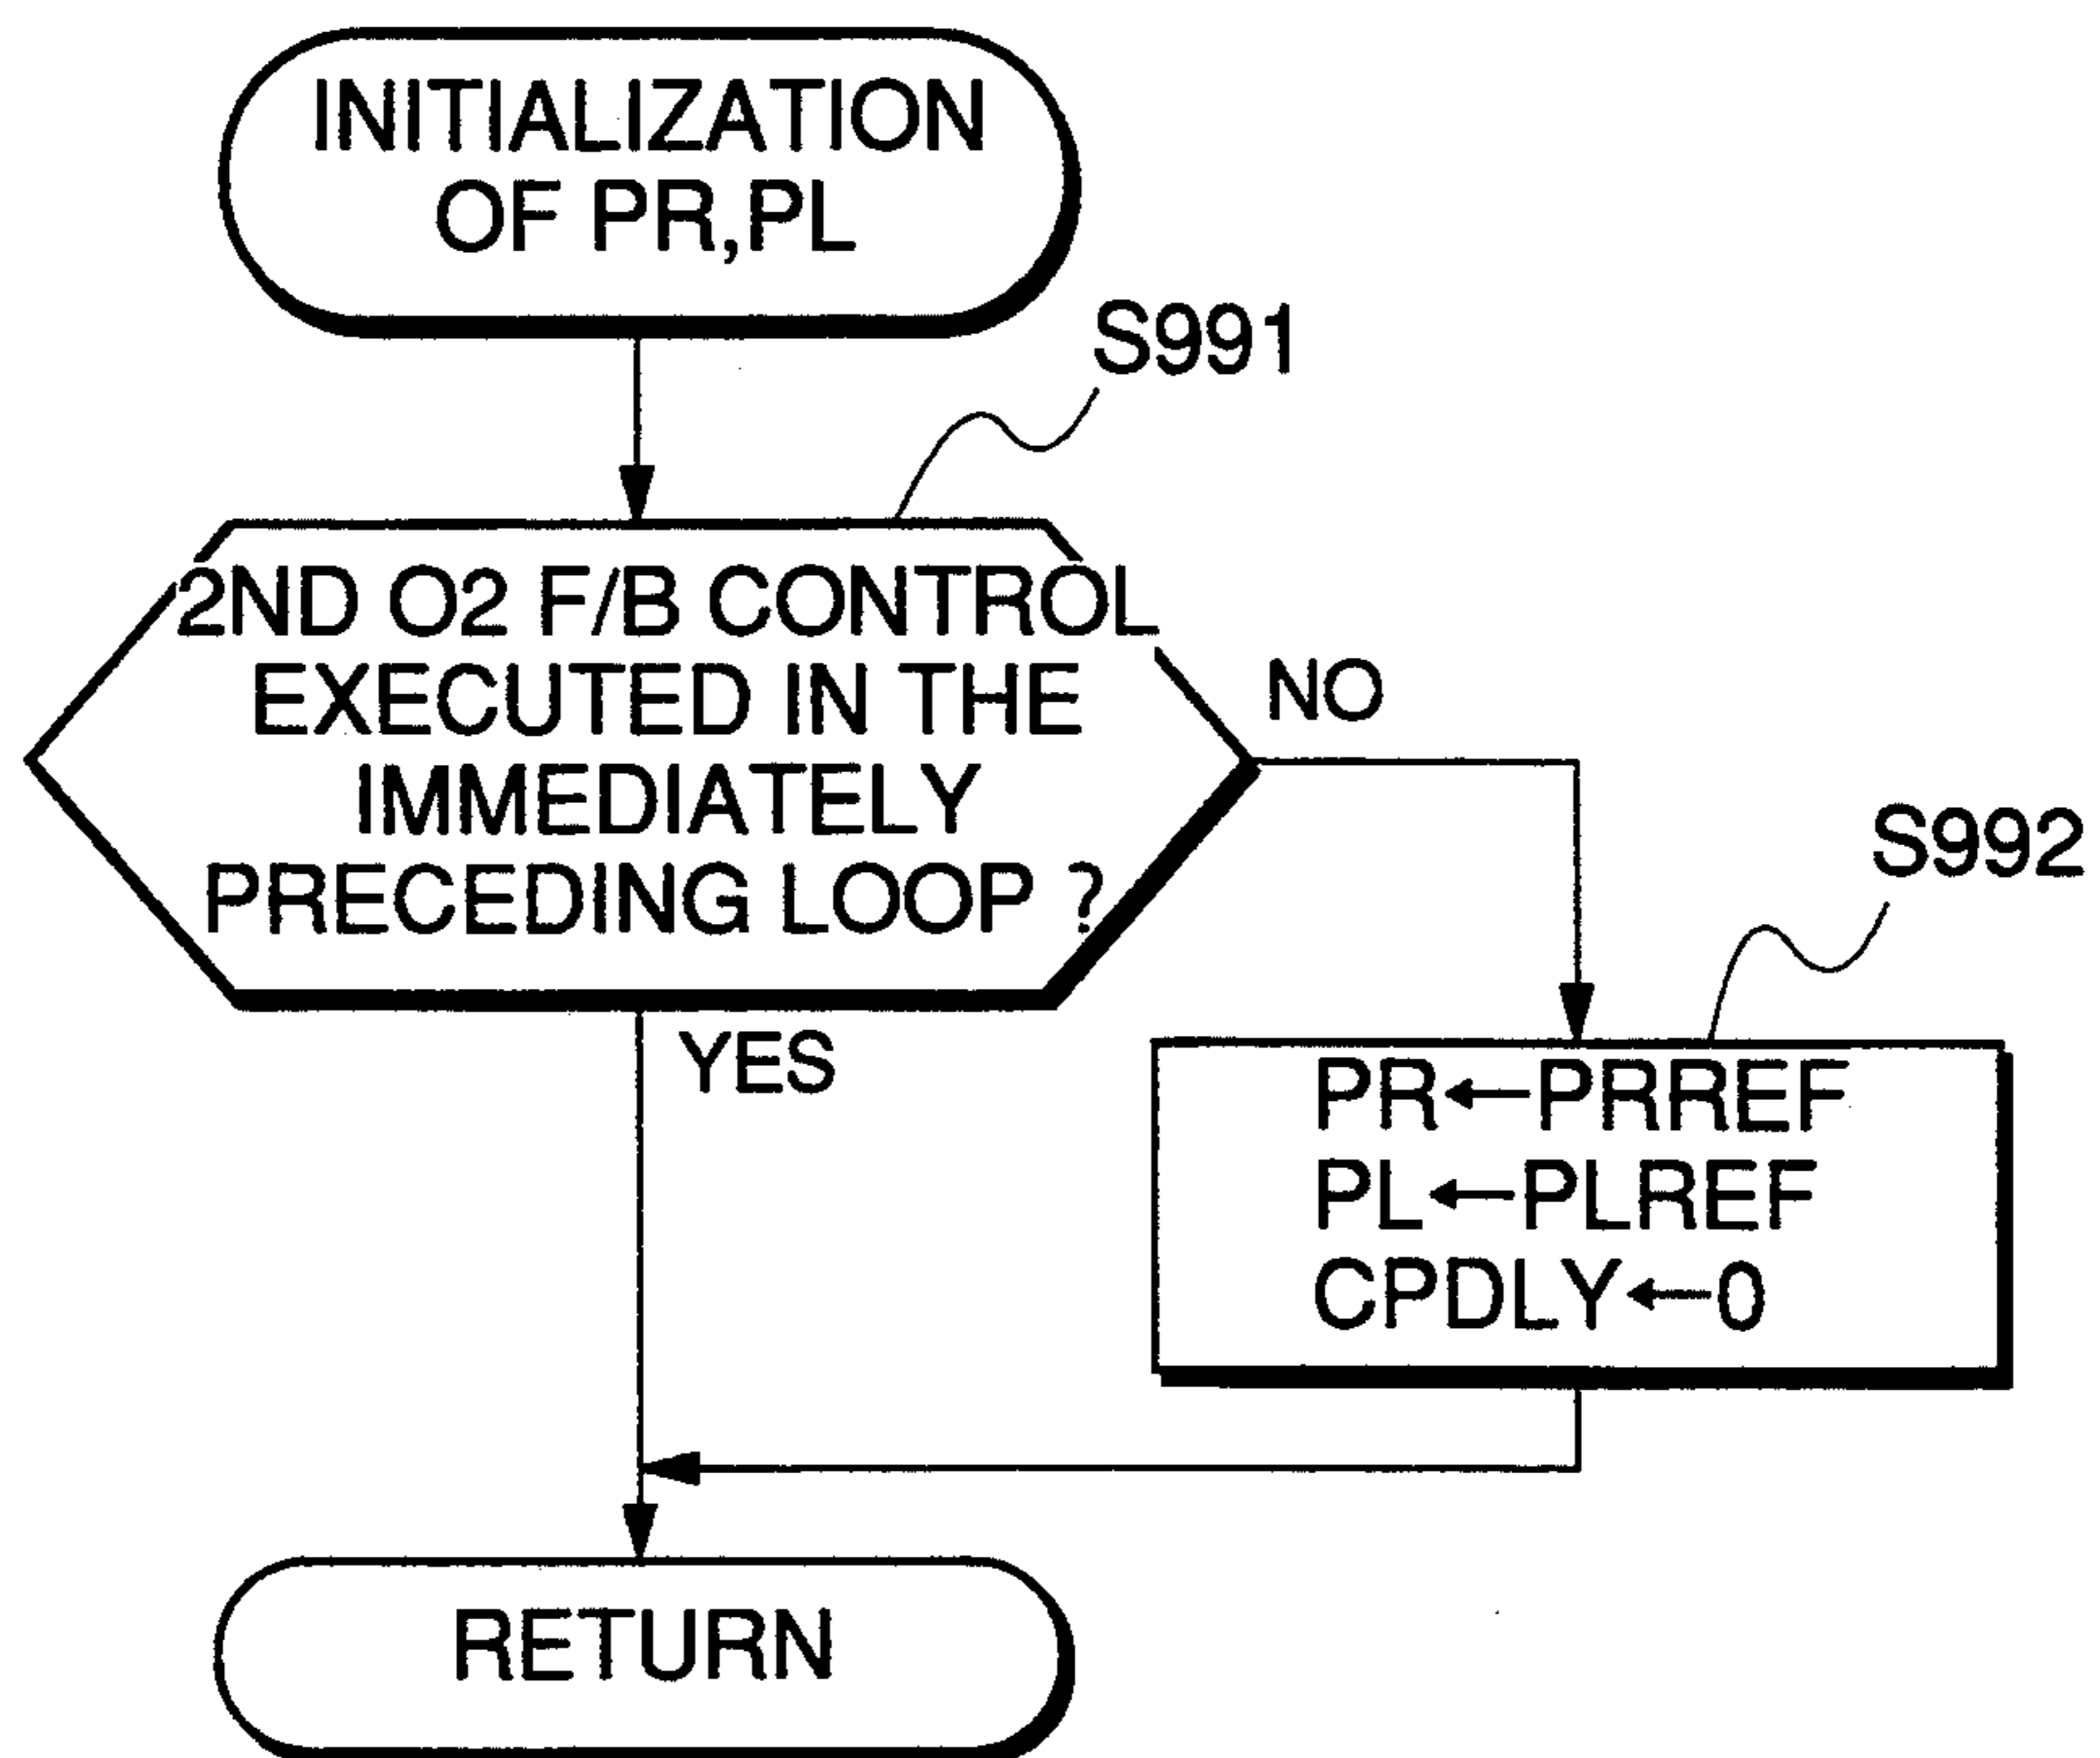 INITIALIZATION
OF PR,PL
S991
2ND O2 F/B CONTROL
EXECUTED IN THE
IMMEDIATELY
PRECEDING LOOP ?
NO
YES
S992
PR←PRREF
PL←PLREF
CPDLY←0
RETURN